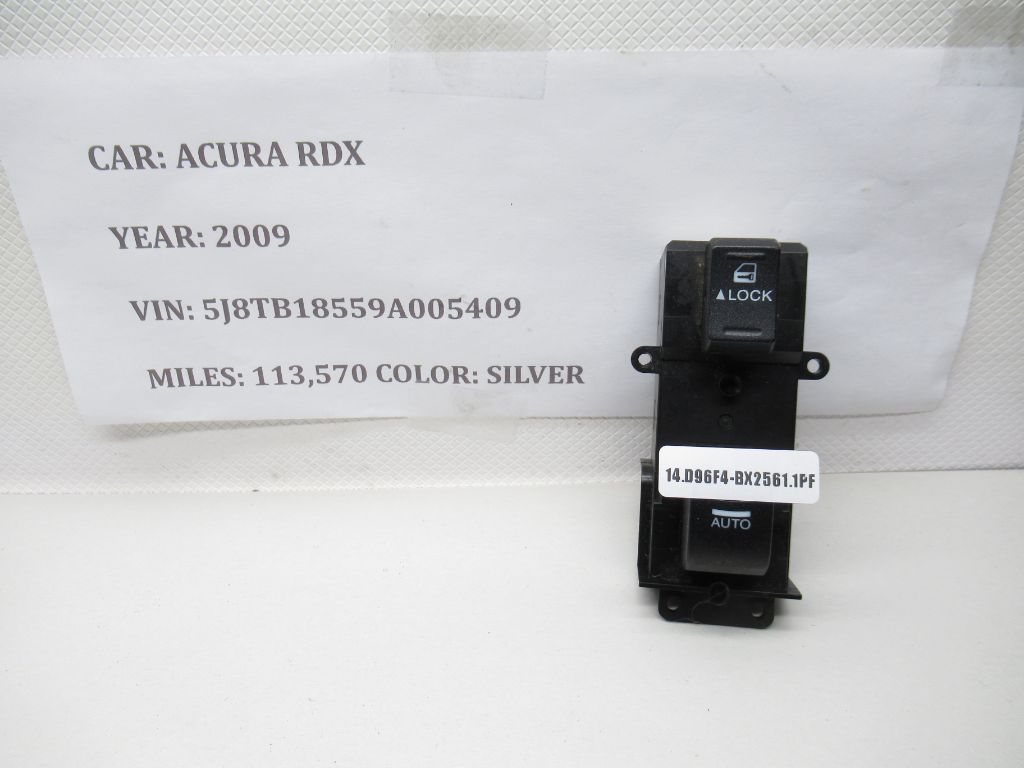 CAR: ACURA RDX
YEAR: 2009
VIN: 5J8TB18559A005409
MILES: 113,570 COLOR: SILVER
▲LOCK
14.D96F4-BX2561.1PF
AUTO